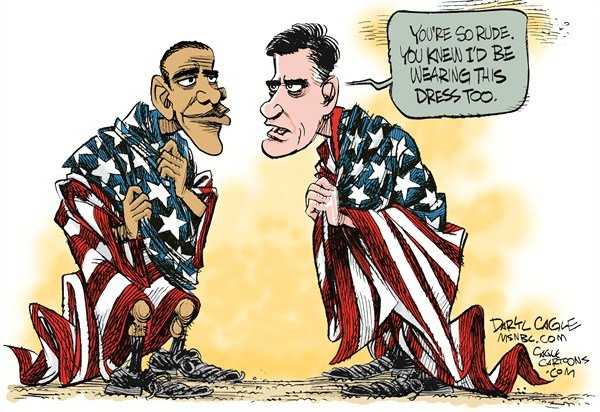 YOU'RE SO RUDE.
YOU KNEW I'D BE
WEARING THIS
DRESS TOO.
DARYL CAGLE
MSNBC.COM
CAGLE
CARTOONS
.COM